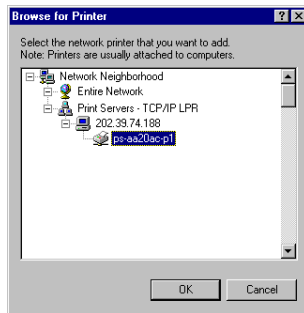 Browse for Printer
Select the network printer that you want to add.
Note: Printers are usually attached to computers.
Network Neighborhood
Entire Network
Print Servers - TCP/IP LPR
202.39.74.188
ps-aa20ac-p1
OK
Cancel